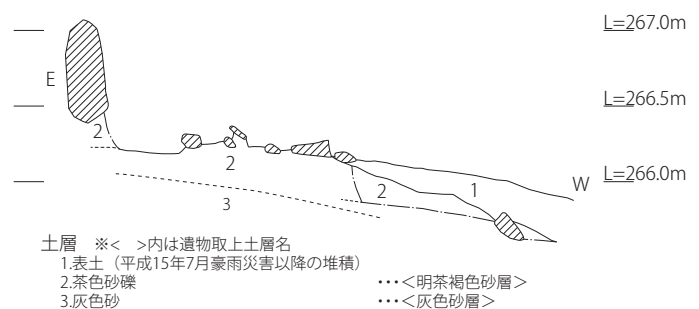 L=267.0m
E
L=266.5m
2
2
L=266.0m
2
1
W
3
土層　※<　>内は遺物取上土層名
1.表土（平成15年7月豪雨災害以降の堆積）
2.茶色砂礫　…<明茶褐色砂層>
3.灰色砂　…<灰色砂層>